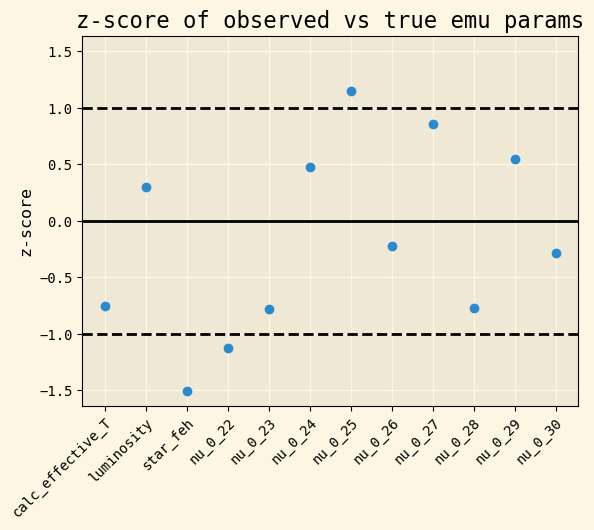 z-score of observed vs true emu params
z-score
1.5
1.0
0.5
0.0
−0.5
−1.0
−1.5
calc_effective_T
luminosity
star_feh
nu_0_22
nu_0_23
nu_0_24
nu_0_25
nu_0_26
nu_0_27
nu_0_28
nu_0_29
nu_0_30